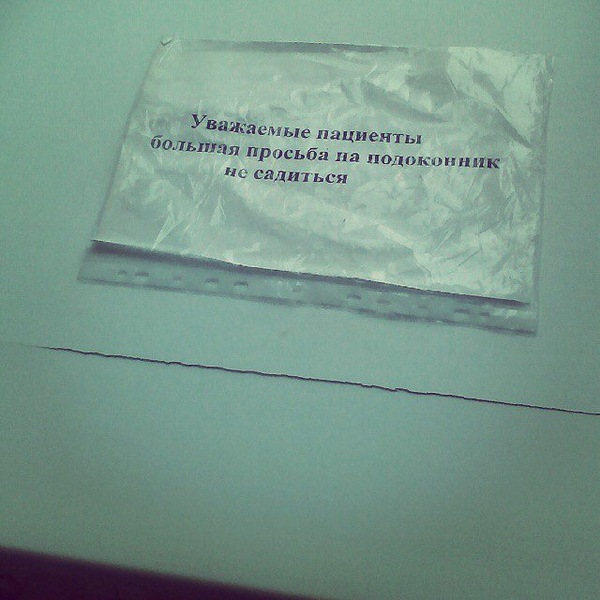 Уважаемые пациенты
большая просьба на подоконник
не садиться